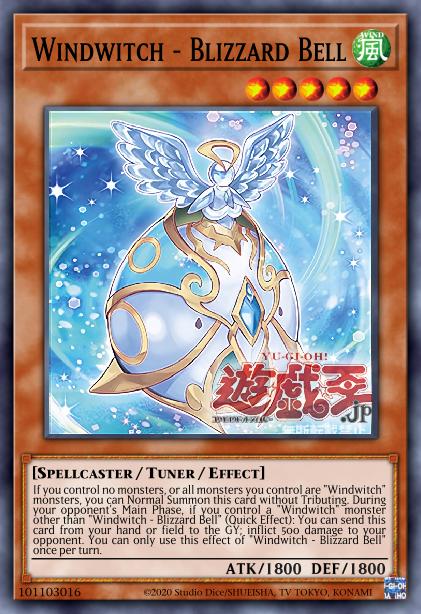 Windwitch - Blizzard Bell
WIND
風
YU-GI-OH!
遊戯王
.jp
[Spellcaster / Tuner / Effect]
If you control no monsters, or all monsters you control are "Windwitch"
monsters, you can Normal Summon this card without Tributing. During
your opponent's Main Phase, if you control a "Windwitch" monster
other than "Windwitch - Blizzard Bell" (Quick Effect): You can send
this card from your hand or field to the GY; inflict 500 damage to your
opponent. You can only use this effect of "Windwitch - Blizzard Bell"
once per turn.
ATK/1800 DEF/1800
101103016
©2020 Studio Dice/SHUEISHA, TV TOKYO, KONAMI